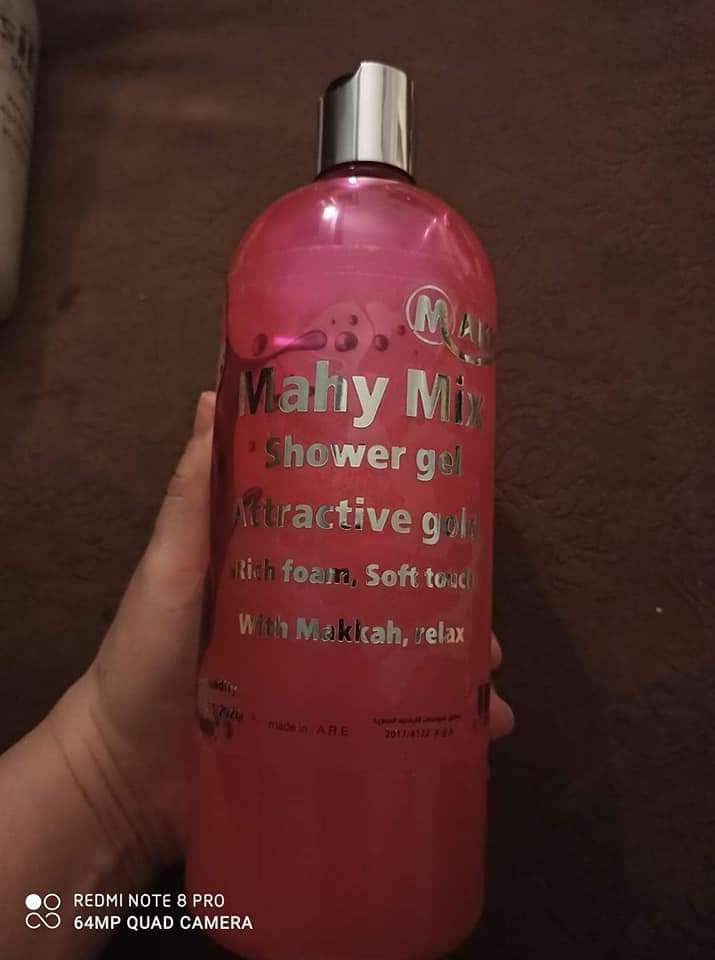 Mahy Mix
Shower gel
Attractive gold
Rich foam, Soft touch
With Makkah, relax
made in : A R E
2017/4122
REDMI NOTE 8 PRO
64MP QUAD CAMERA